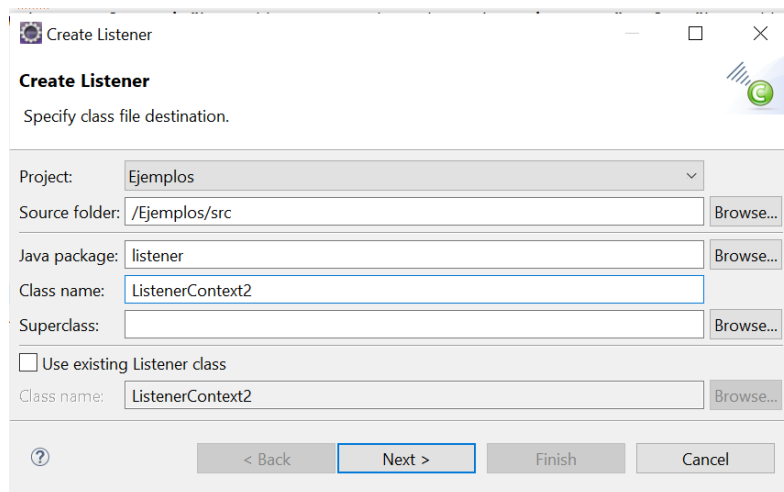 Create Listener
Create Listener
Specify class file destination.
Project: Ejemplos
Source folder: /Ejemplos/src Browse...
Java package: listener Browse...
Class name: ListenerContext2
Superclass: Browse...
Use existing Listener class
Class name: ListenerContext2 Browse...
? < Back Next > Finish Cancel